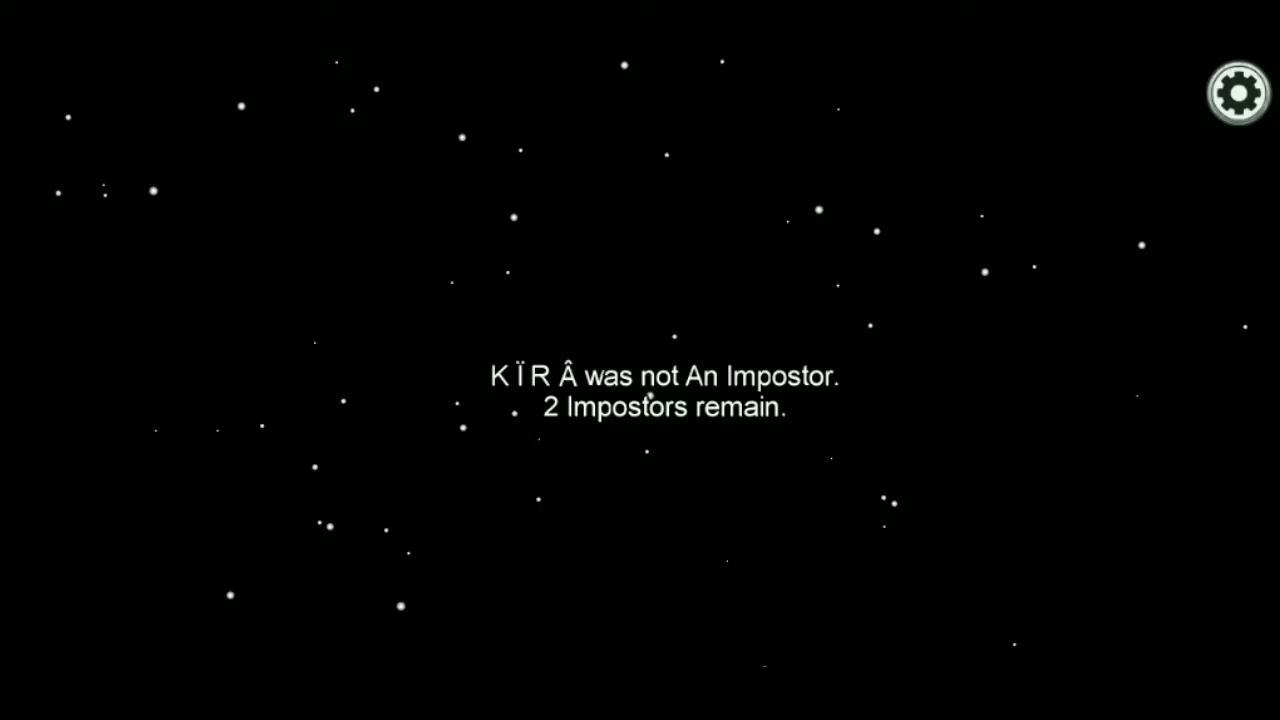 K Ï R Â was not An Impostor.
2 Impostors remain.